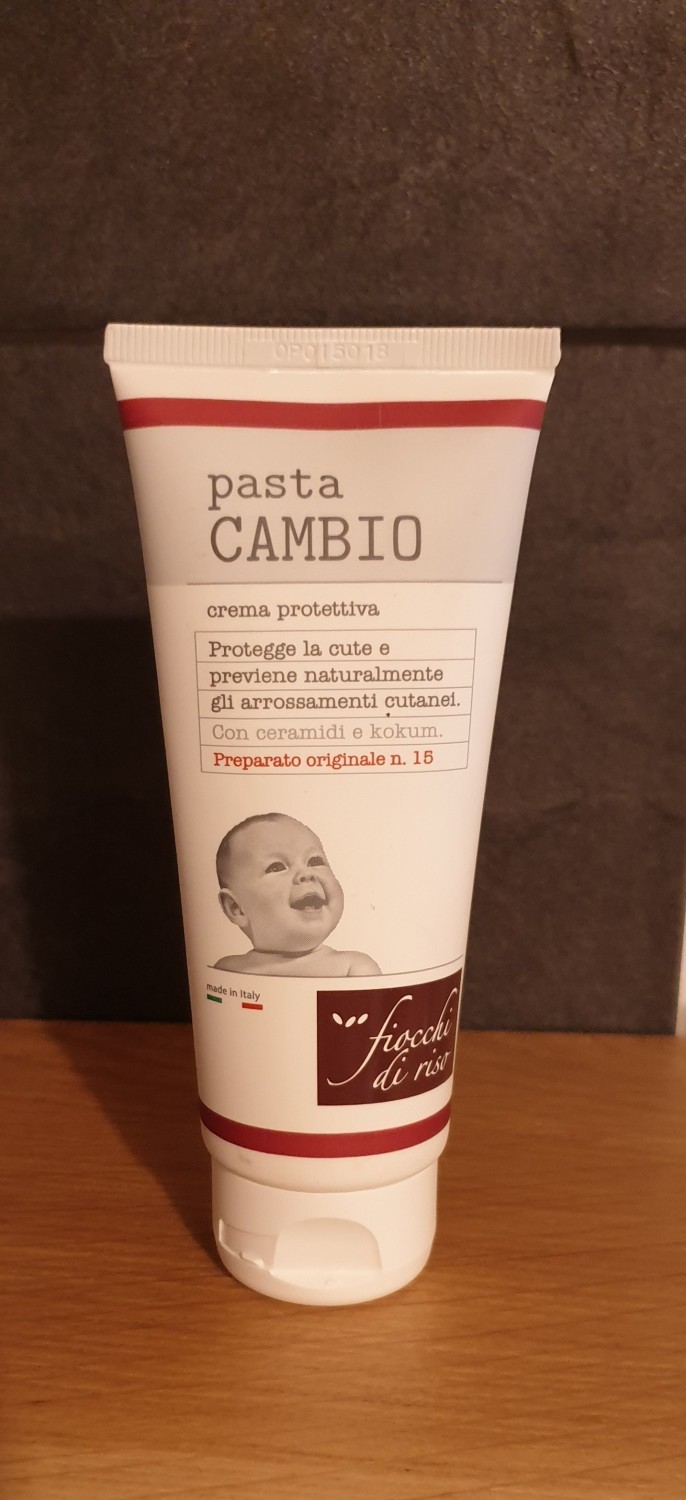 OP015018
pasta
CAMBIO
crema protettiva
Protegge la cute e
previene naturalmente
gli arrossamenti cutanei.
Con ceramidi e kokum.
Preparato originale n. 15
made in Italy
fiocchi
di riso